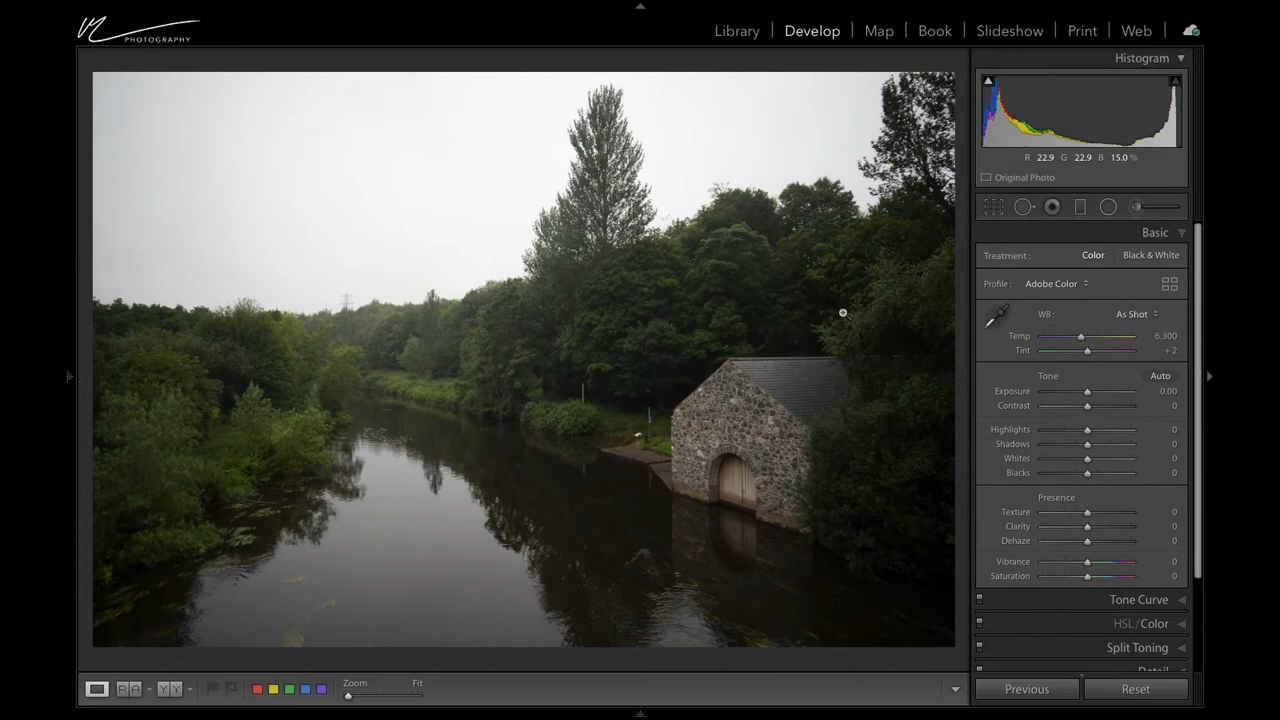 PHOTOGRAPHY
Library | Develop | Map | Book | Slideshow | Print | Web
Histogram
R 22.9 G 22.9 B 15.0 %
Original Photo
Basic
Treatment : Color Black & White
Profile : Adobe Color
WB : As Shot
Temp 6,300
Tint + 2
Tone Auto
Exposure 0.00
Contrast 0
Highlights 0
Shadows 0
Whites 0
Blacks 0
Presence
Texture 0
Clarity 0
Dehaze 0
Vibrance 0
Saturation 0
Tone Curve
HSL / Color
Split Toning
Detail
R A Y Y Zoom Fit
Previous Reset